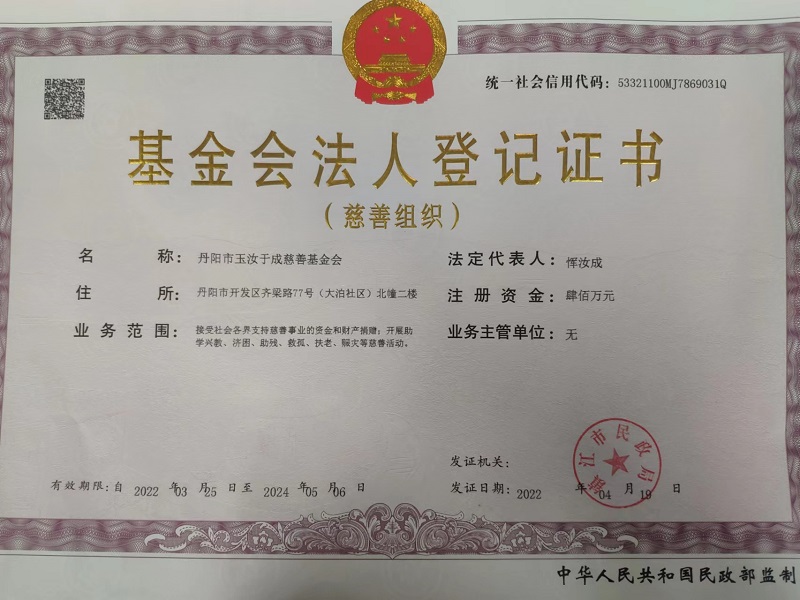 统一社会信用代码：53321100MJ7869031Q
基金会法人登记证书
（慈善组织）
名称：丹阳市玉汝于成慈善基金会
法定代表人：恽汝成
住所：丹阳市开发区齐梁路77号（大泊社区）北幢二楼
注册资金：肆佰万元
业务范围：接受社会各界支持慈善事业的资金和财产捐赠；开展助
学兴教、济困、助残、救孤、扶老、赈灾等慈善活动。
业务主管单位：无
发证机关：
镇江市民政局
有效期限：自 2022 年 03 月 25 日至 2024 年 05 月 06 日
发证日期：2022 年 04 月 19 日
中华人民共和国民政部监制